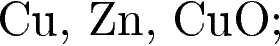 Cu, Zn, CuO;